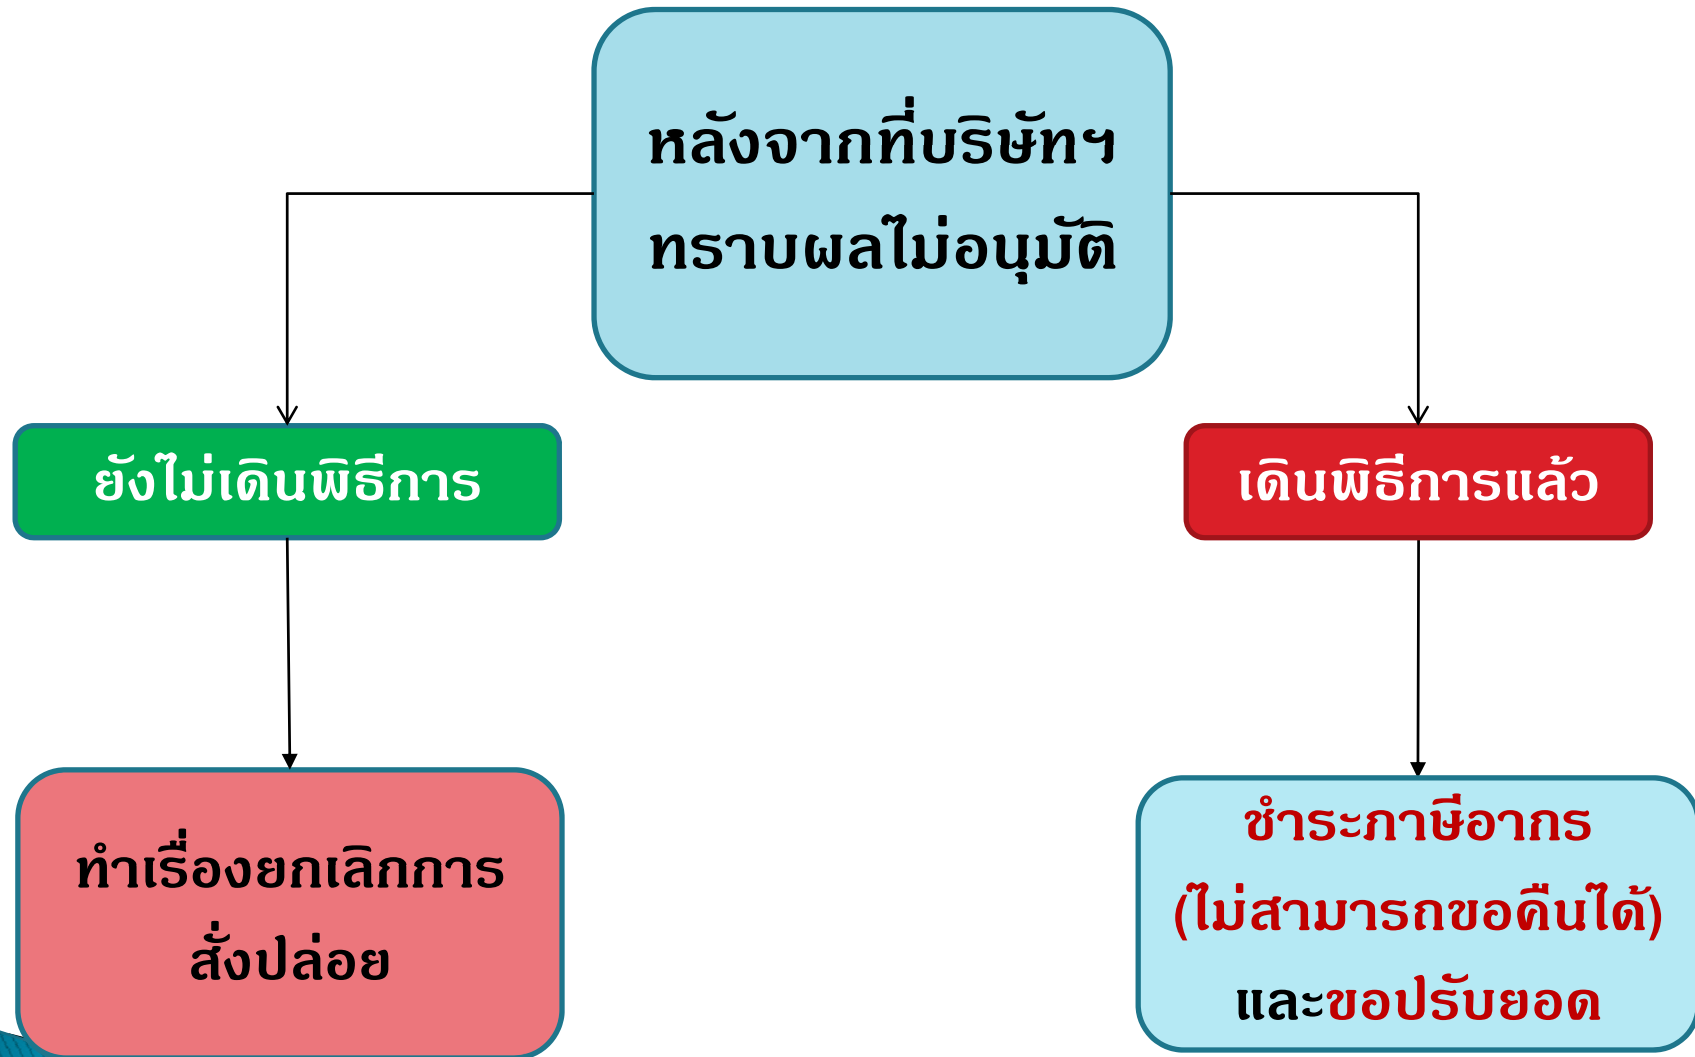 หลังจากที่บริษัทฯ
ทราบผลไม่อนุมัติ
ยังไม่เดินพิธีการ
เดินพิธีการแล้ว
ทำเรื่องยกเลิกการ
สั่งปล่อย
ชำระภาษีอากร
(ไม่สามารถขอคืนได้)
และขอปรับยอด